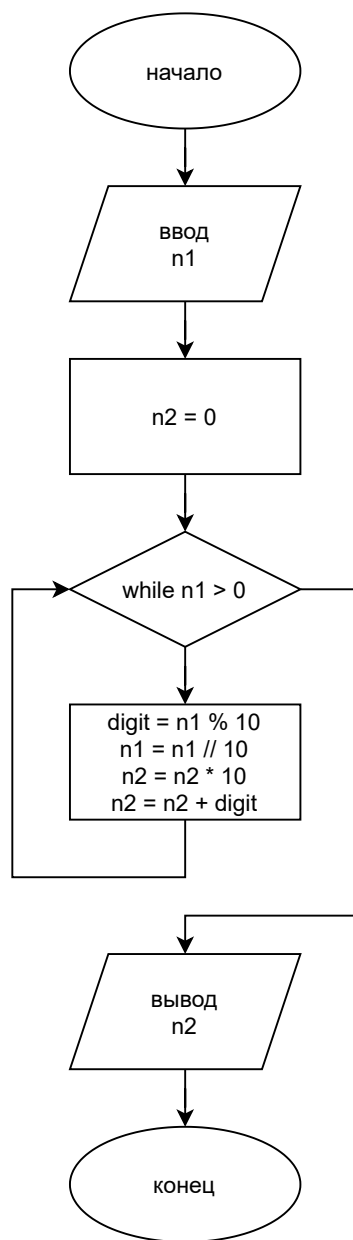 начало
ввод
n1
n2 = 0
while n1 > 0
digit = n1 % 10
n1 = n1 // 10
n2 = n2 * 10
n2 = n2 + digit
вывод
n2
конец